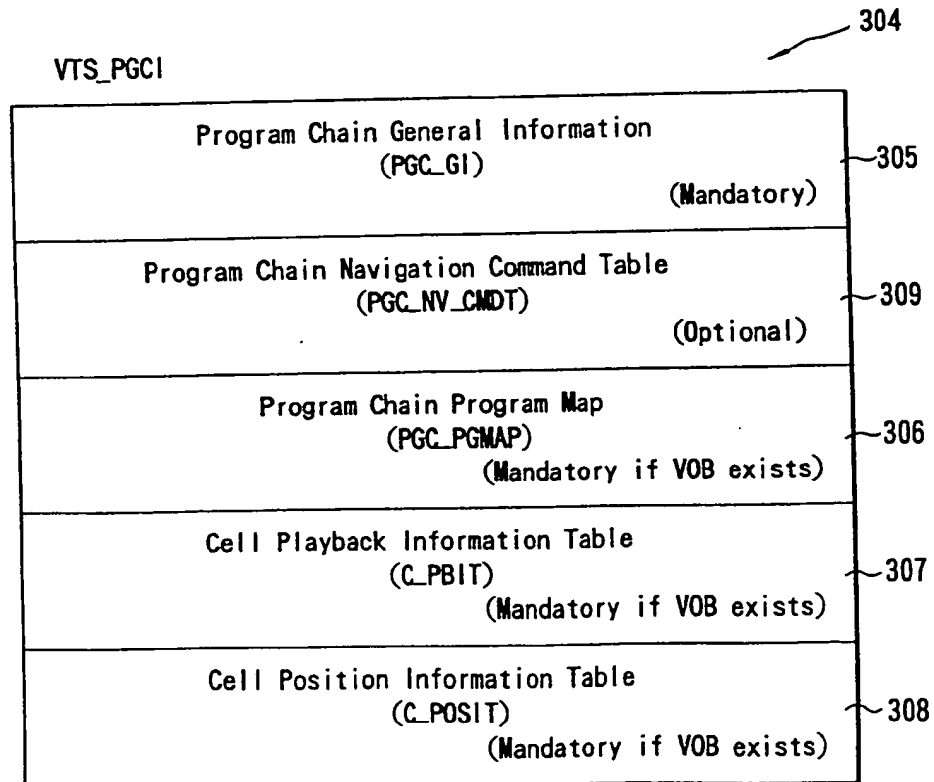 304
VTS_PGCI
Program Chain General Information
(PGC_GI)
(Mandatory)
305
Program Chain Navigation Command Table
(PGC_NV_CMDT)
(Optional)
309
Program Chain Program Map
(PGC_PGMAP)
(Mandatory if VOB exists)
306
Cell Playback Information Table
(C_PBIT)
(Mandatory if VOB exists)
307
Cell Position Information Table
(C_POSIT)
(Mandatory if VOB exists)
308